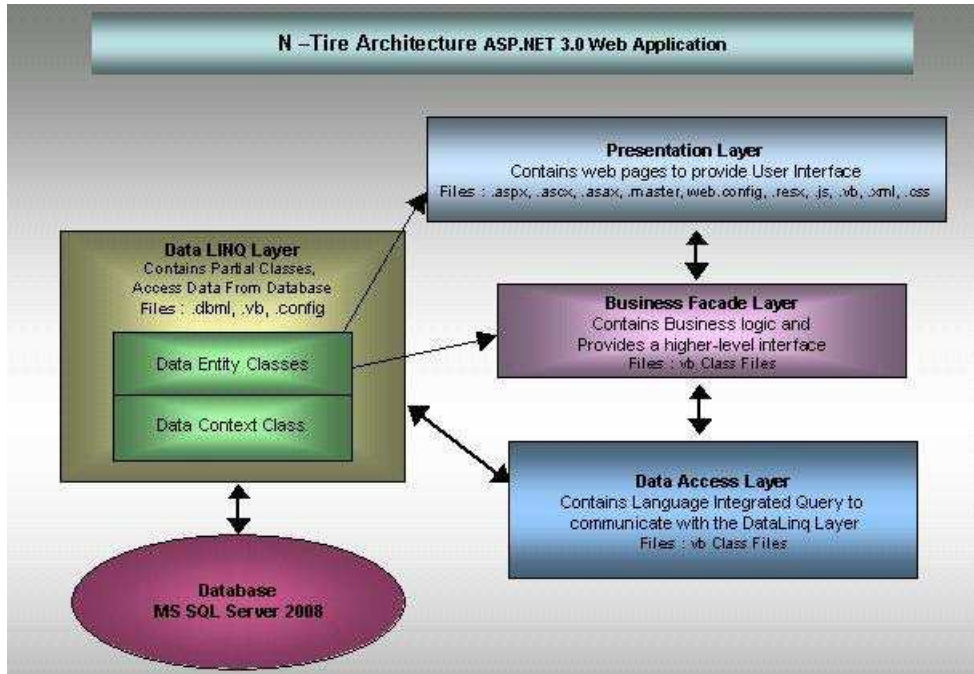 N –Tire Architecture ASP.NET 3.0 Web Application
Presentation Layer
Contains web pages to provide User Interface
Files : .aspx, .ascx, .asax, .master, web.config, .resx, .js, .vb, .xml, .css
Data LINQ Layer
Contains Partial Classes,
Access Data From Database
Files : .dbml, .vb, .config
Data Entity Classes
Data Context Class
Business Facade Layer
Contains Business logic and
Provides a higher-level interface
Files : vb Class Files
Data Access Layer
Contains Language Integrated Query to
communicate with the DataLinq Layer
Files : vb Class Files
Database
MS SQL Server 2008